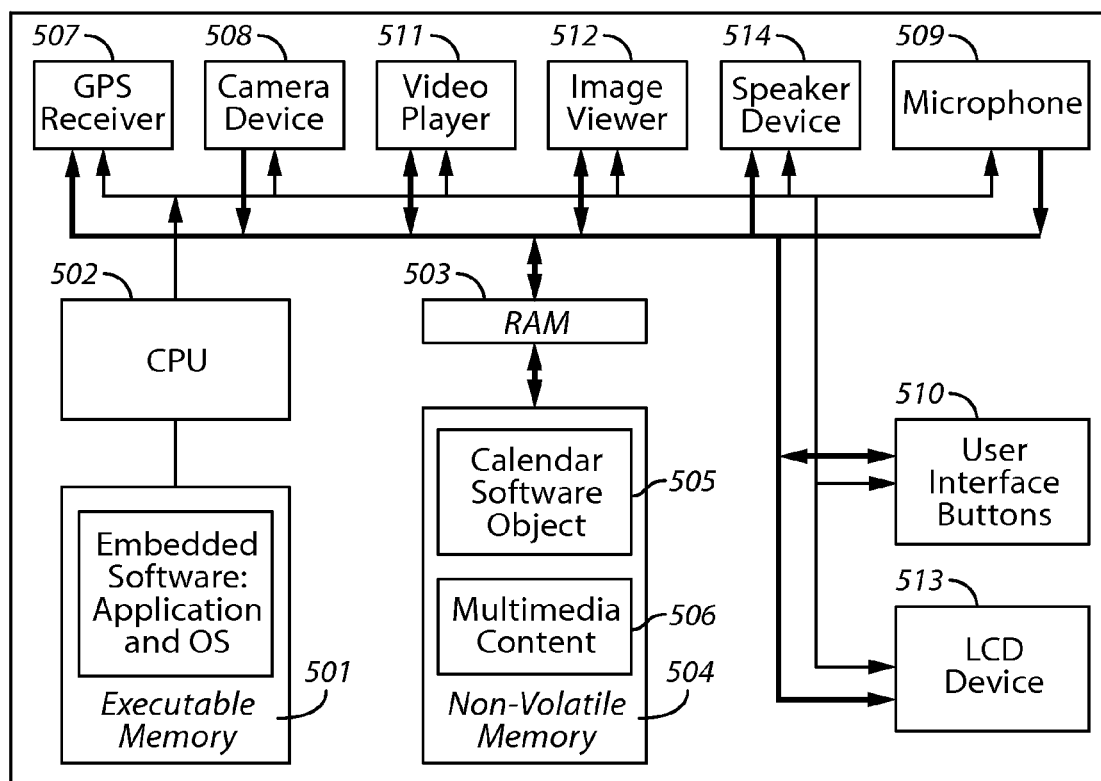 507
GPS
Receiver
508
Camera
Device
511
Video
Player
512
Image
Viewer
514
Speaker
Device
509
Microphone
502
CPU
503
RAM
510
User
Interface
Buttons
Calendar
Software
Object
505
Embedded
Software:
Application
and OS
Multimedia
Content
506
513
LCD
Device
Executable
Memory
501
Non-Volatile
Memory
504